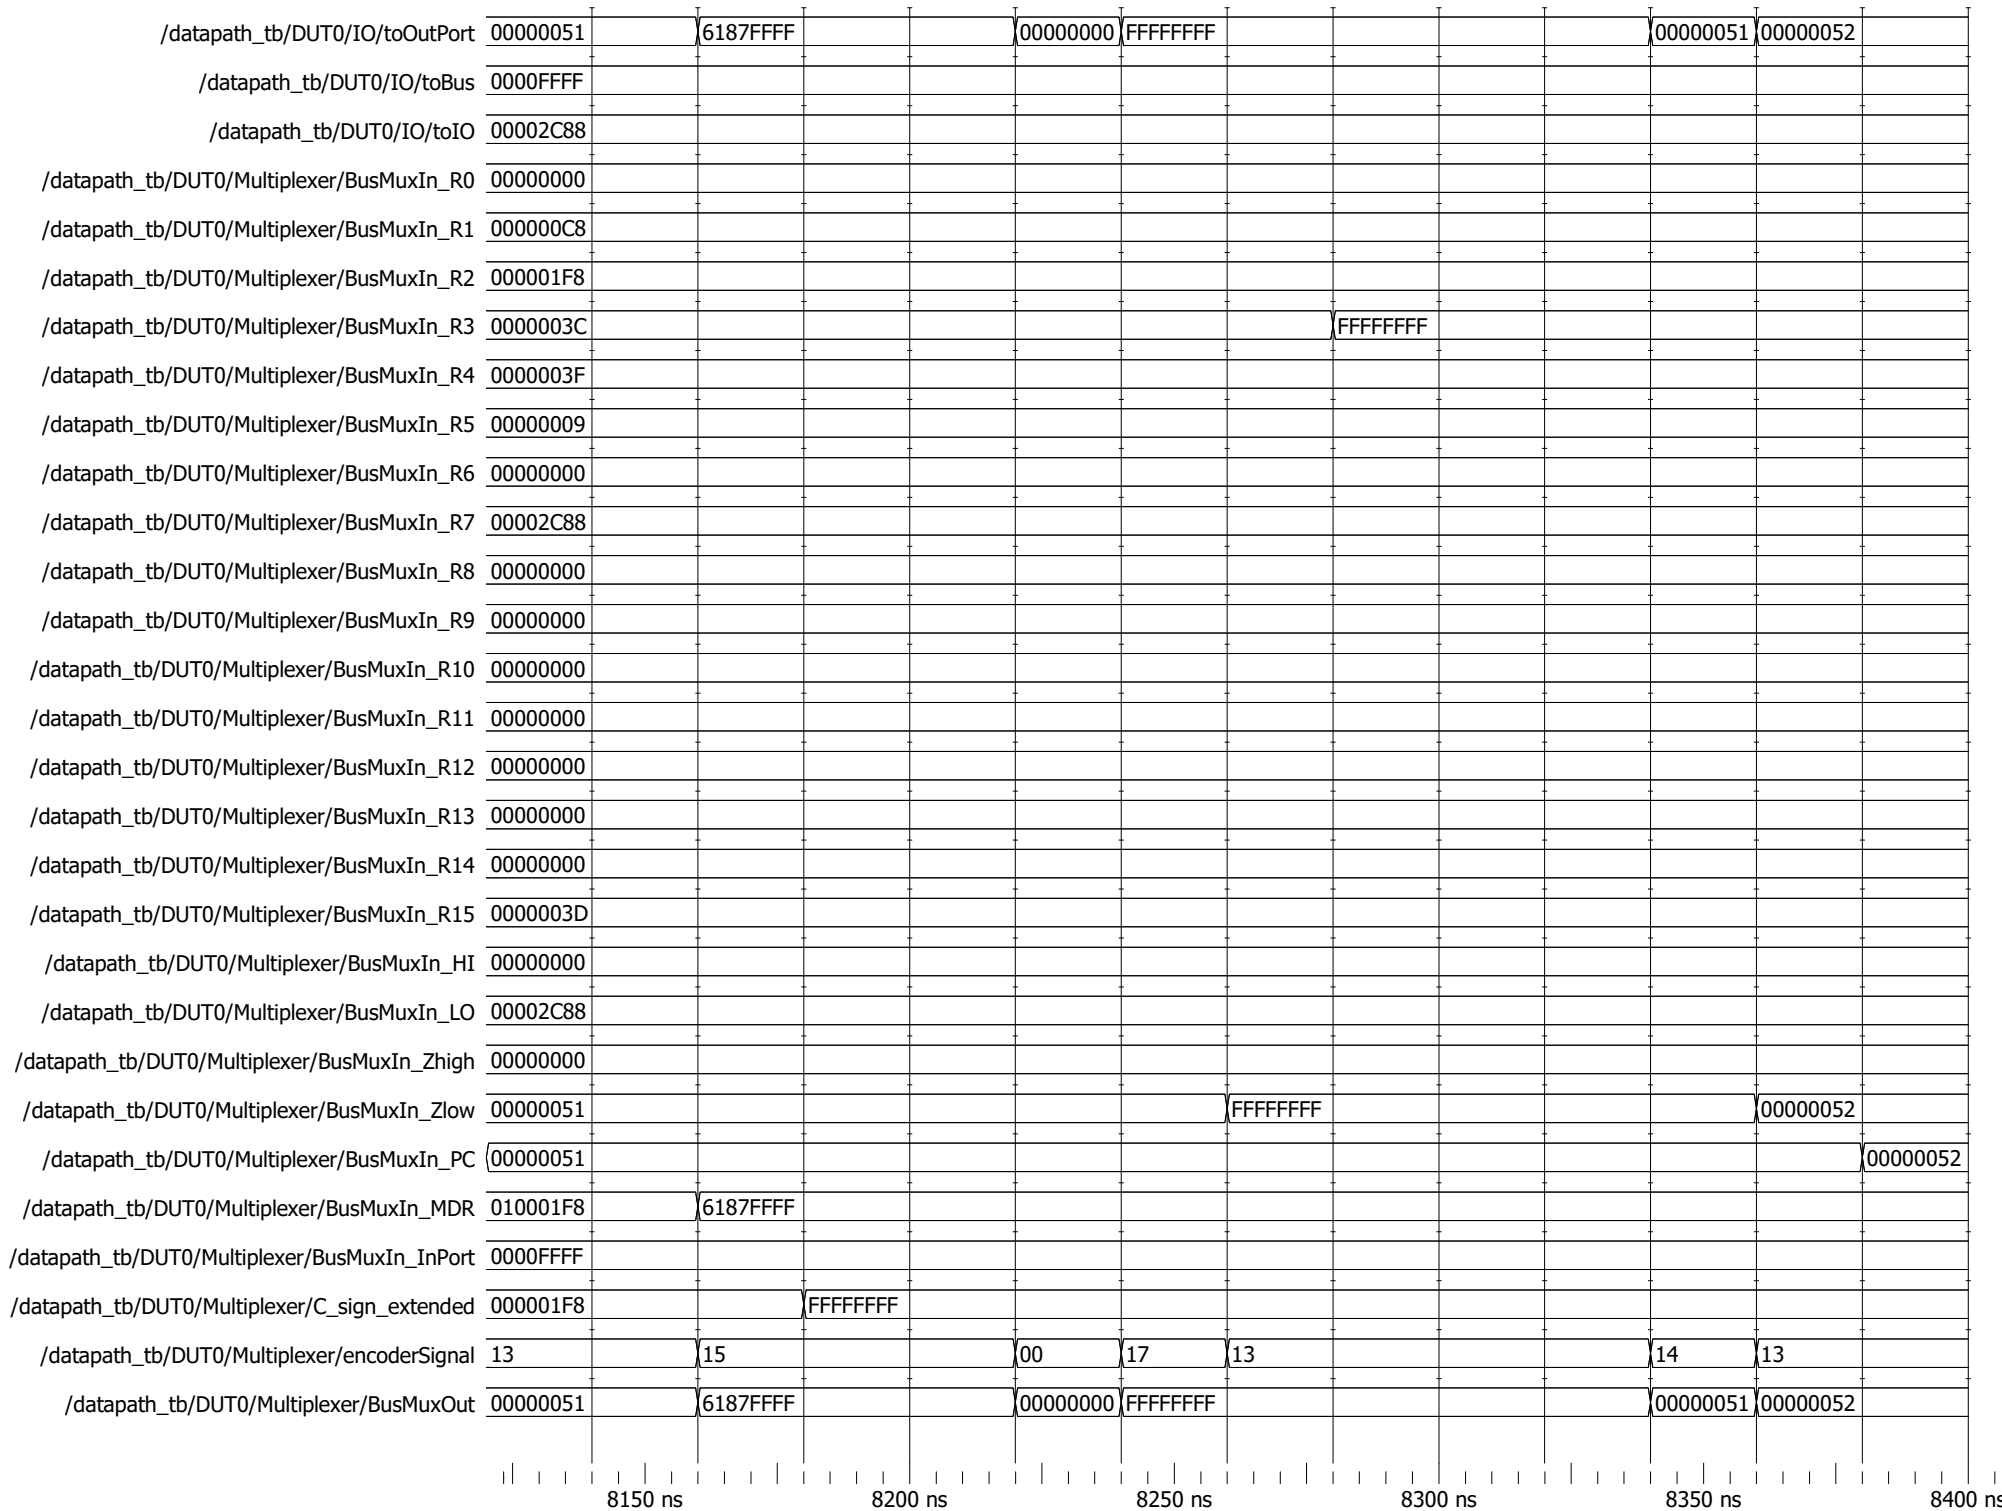 /datapath_tb/DUT0/IO/toOutPort 00000051 6187FFFF 00000000 FFFFFFFF 00000051 00000052
/datapath_tb/DUT0/IO/toBus 0000FFFF
/datapath_tb/DUT0/IO/toIO 00002C88
/datapath_tb/DUT0/Multiplexer/BusMuxIn_R0 00000000
/datapath_tb/DUT0/Multiplexer/BusMuxIn_R1 000000C8
/datapath_tb/DUT0/Multiplexer/BusMuxIn_R2 000001F8
/datapath_tb/DUT0/Multiplexer/BusMuxIn_R3 0000003C FFFFFFFF
/datapath_tb/DUT0/Multiplexer/BusMuxIn_R4 0000003F
/datapath_tb/DUT0/Multiplexer/BusMuxIn_R5 00000009
/datapath_tb/DUT0/Multiplexer/BusMuxIn_R6 00000000
/datapath_tb/DUT0/Multiplexer/BusMuxIn_R7 00002C88
/datapath_tb/DUT0/Multiplexer/BusMuxIn_R8 00000000
/datapath_tb/DUT0/Multiplexer/BusMuxIn_R9 00000000
/datapath_tb/DUT0/Multiplexer/BusMuxIn_R10 00000000
/datapath_tb/DUT0/Multiplexer/BusMuxIn_R11 00000000
/datapath_tb/DUT0/Multiplexer/BusMuxIn_R12 00000000
/datapath_tb/DUT0/Multiplexer/BusMuxIn_R13 00000000
/datapath_tb/DUT0/Multiplexer/BusMuxIn_R14 00000000
/datapath_tb/DUT0/Multiplexer/BusMuxIn_R15 0000003D
/datapath_tb/DUT0/Multiplexer/BusMuxIn_HI 00000000
/datapath_tb/DUT0/Multiplexer/BusMuxIn_LO 00002C88
/datapath_tb/DUT0/Multiplexer/BusMuxIn_Zhigh 00000000
/datapath_tb/DUT0/Multiplexer/BusMuxIn_Zlow 00000051 FFFFFFFF 00000052
/datapath_tb/DUT0/Multiplexer/BusMuxIn_PC 00000051 00000052
/datapath_tb/DUT0/Multiplexer/BusMuxIn_MDR 010001F8 6187FFFF
/datapath_tb/DUT0/Multiplexer/BusMuxIn_InPort 0000FFFF
/datapath_tb/DUT0/Multiplexer/C_sign_extended 000001F8 FFFFFFFF
/datapath_tb/DUT0/Multiplexer/encoderSignal 13 15 00 17 13 14 13
/datapath_tb/DUT0/Multiplexer/BusMuxOut 00000051 6187FFFF 00000000 FFFFFFFF 00000051 00000052
8150 ns 8200 ns 8250 ns 8300 ns 8350 ns 8400 ns